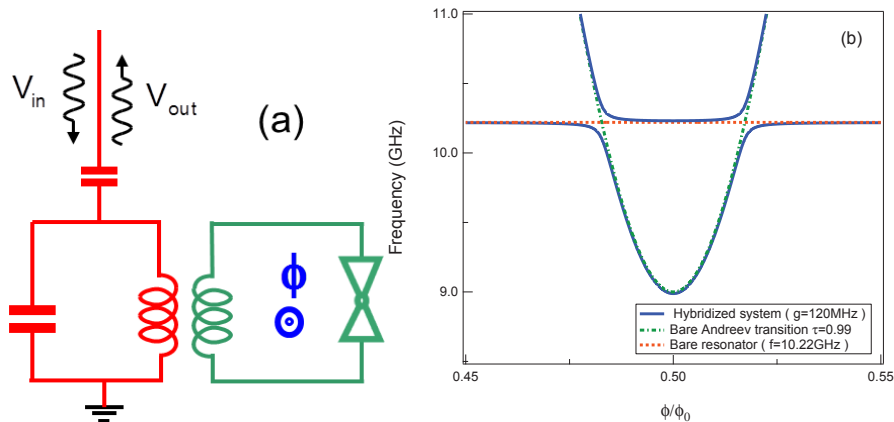 V_in
V_out
(a)
ϕ
(b)
11.0
10.0
9.0
Frequency (GHz)
Hybridized system ( g=120MHz )
Bare Andreev transition τ=0.99
Bare resonator ( f=10.22GHz )
0.45
0.50
0.55
ϕ/ϕ₀